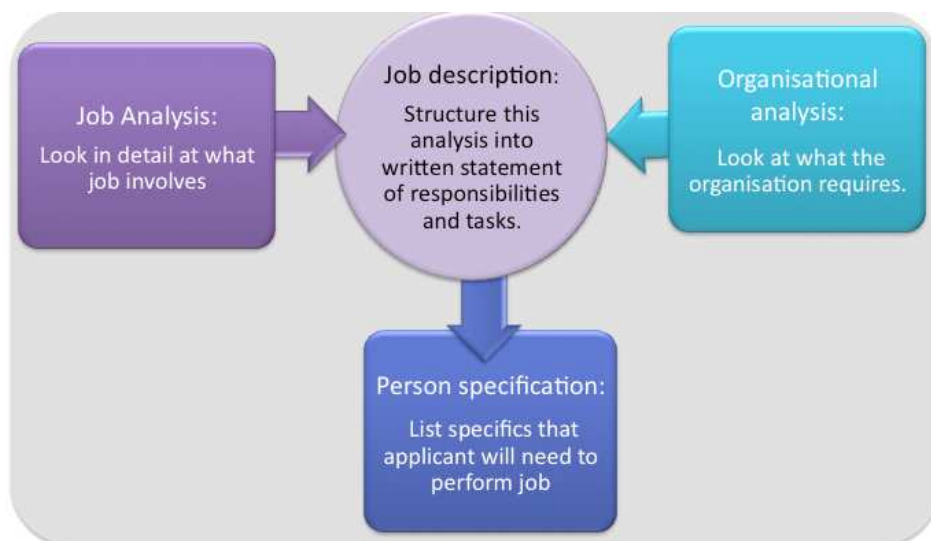 Job Analysis:
Look in detail at what
job involves
Job description:
Structure this
analysis into
written statement
of responsibilities
and tasks.
Organisational
analysis:
Look at what the
organisation requires.
Person specification:
List specifics that
applicant will need to
perform job